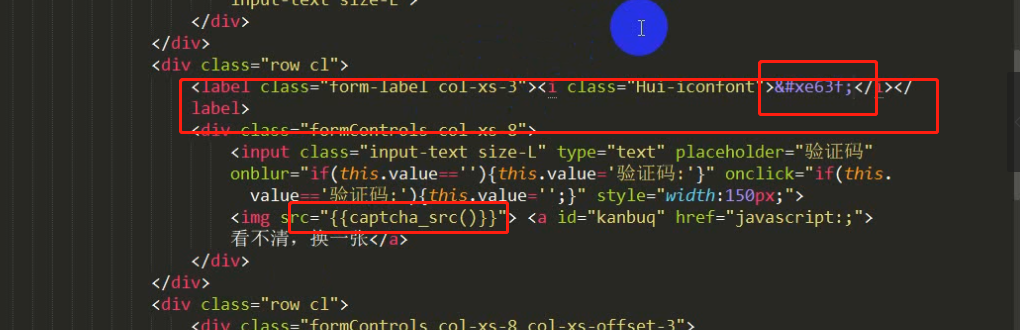 input-text size-L">
</div>
</div>
<div class="row cl">
<label class="form-label col-xs-3"><i class="Hui-iconfont">&#xe63f;</i></
label>
<div class="formControls col-xs-8">
<input class="input-text size-L" type="text" placeholder="验证码"
onblur="if(this.value==''){this.value='验证码:'}" onclick="if(this.
value=='验证码:'){this.value='';}" style="width:150px;">
<img src="{{captcha_src()}}"> <a id="kanbuq" href="javascript:;">
看不清，换一张</a>
</div>
</div>
<div class="row cl">
<div class="formControls col-xs-8 col-xs-offset-3">